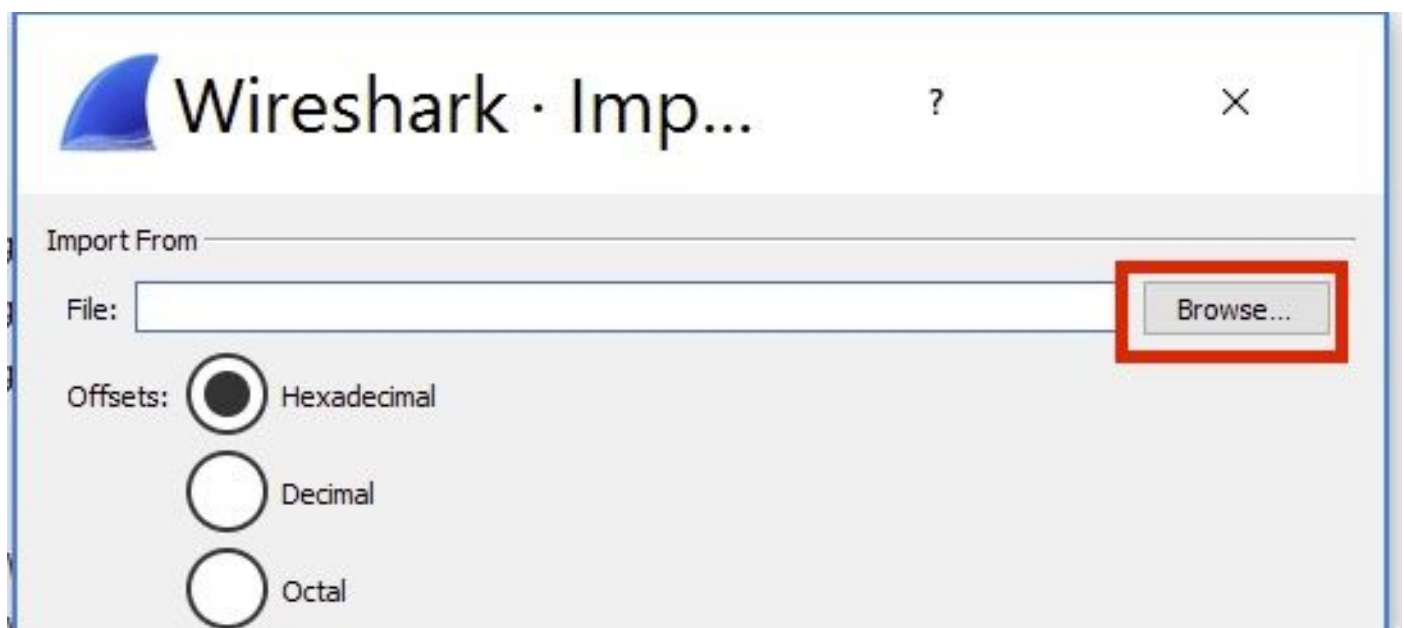 Wireshark · Imp... ?
Import From
File: Browse...
Offsets: Hexadecimal
Decimal
Octal